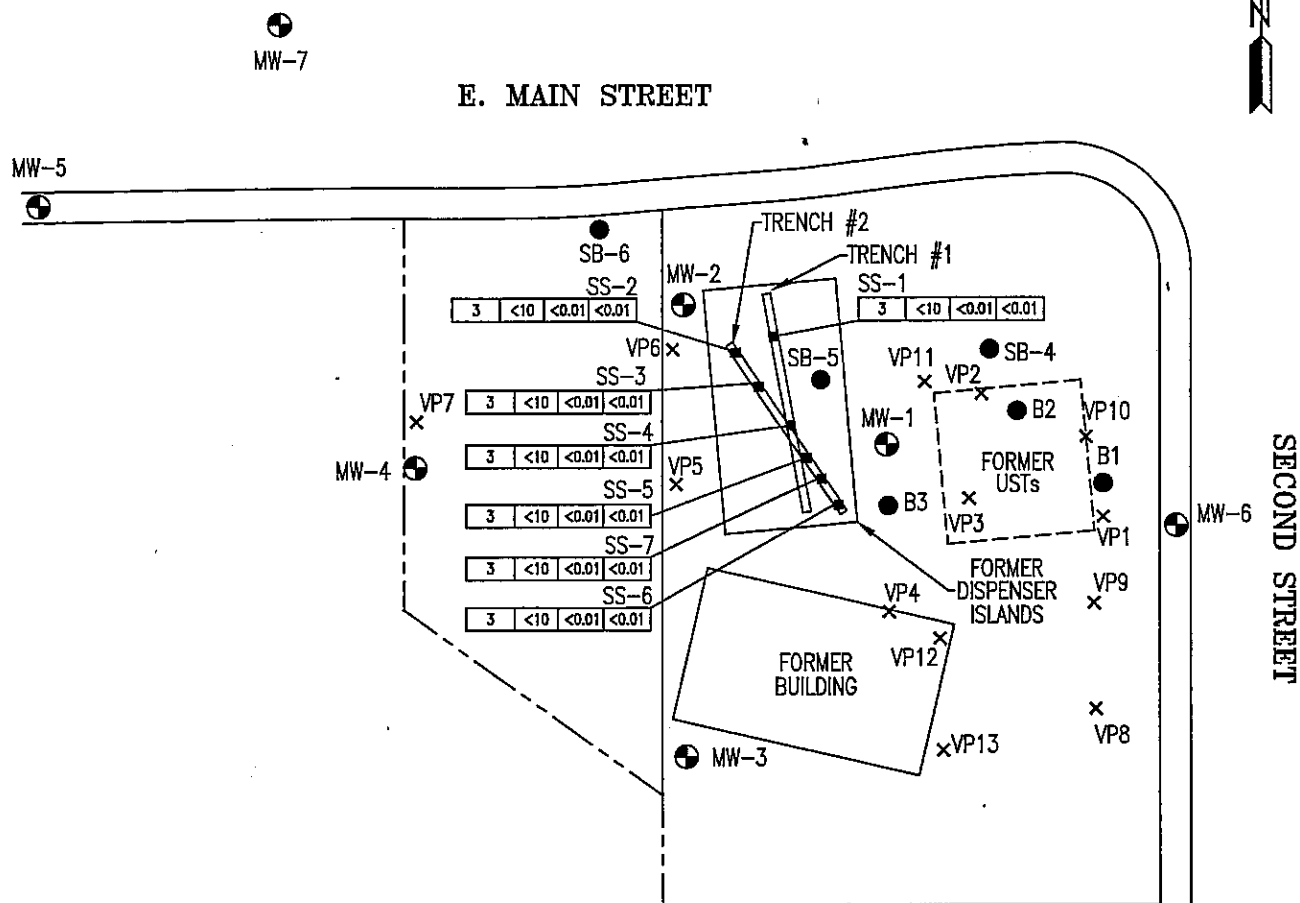 N
MW-7
E. MAIN STREET
MW-5
TRENCH #2
SB-6
TRENCH #1
MW-2
SS-2
SS-1
3 <10 <0.01 <0.01
3 <10 <0.01 <0.01
VP6
SB-5
SB-4
VP11
VP2
SS-3
3 <10 <0.01 <0.01
VP7
B2
VP10
MW-1
SS-4
3 <10 <0.01 <0.01
FORMER
USTs
B1
MW-4
VP5
SS-5
3 <10 <0.01 <0.01
B3
VP3
VP1
MW-6
SECOND STREET
SS-7
3 <10 <0.01 <0.01
FORMER
DISPENSER
ISLANDS
VP9
SS-6
3 <10 <0.01 <0.01
VP4
VP12
FORMER
BUILDING
VP8
VP13
MW-3